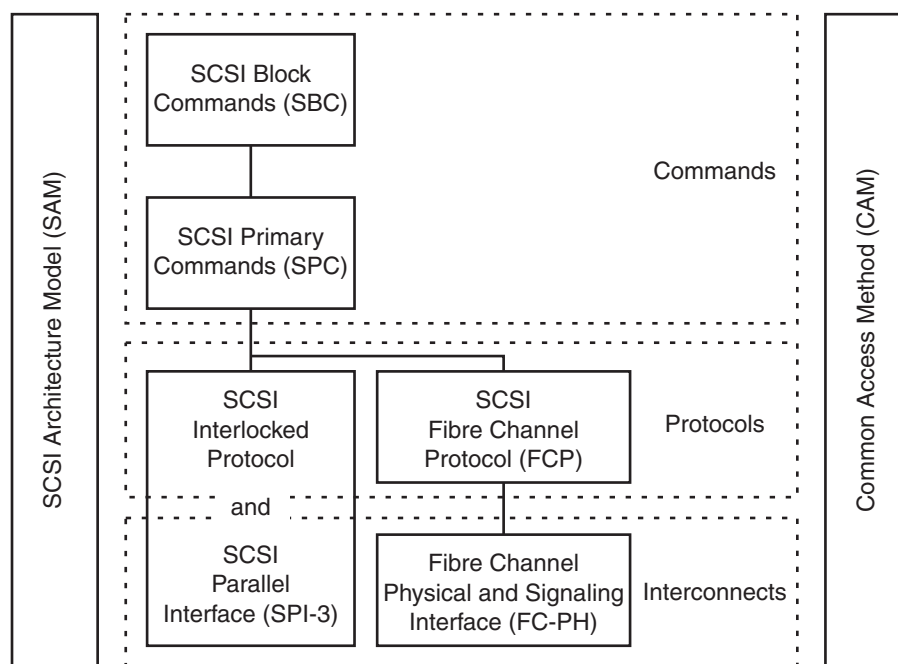 SCSI Architecture Model (SAM)
SCSI Block
Commands (SBC)
Commands
SCSI Primary
Commands (SPC)
SCSI
Interlocked
Protocol
SCSI
Fibre Channel
Protocol (FCP)
Protocols
and
SCSI
Parallel
Interface (SPI-3)
Fibre Channel
Physical and Signaling
Interface (FC-PH)
Interconnects
Common Access Method (CAM)